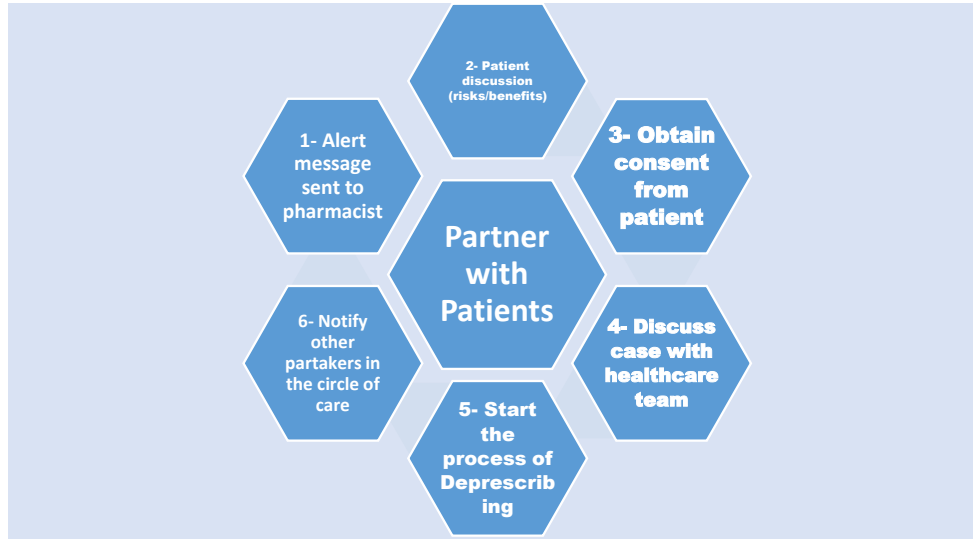 1- Alert
message
sent to
pharmacist
2- Patient
discussion
(risks/benefits)
3- Obtain
consent
from
patient
Partner
with
Patients
4- Discuss
case with
healthcare
team
5- Start
the
process of
Deprescrib
ing
6- Notify
other
partakers in
the circle of
care